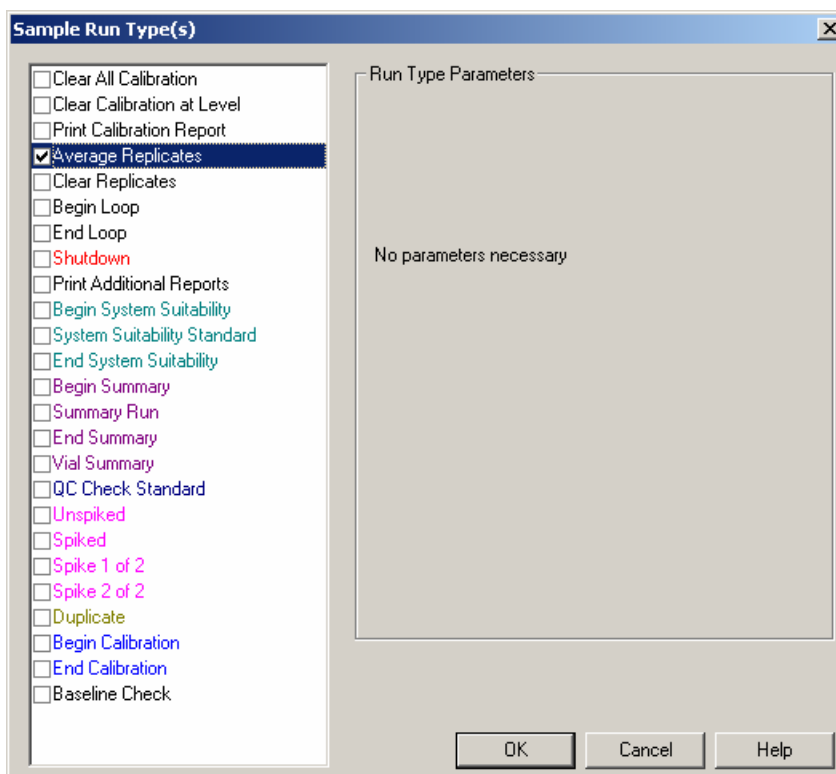 Sample Run Type(s)
Clear All Calibration
Clear Calibration at Level
Print Calibration Report
Average Replicates
Clear Replicates
Begin Loop
End Loop
Shutdown
Print Additional Reports
Begin System Suitability
System Suitability Standard
End System Suitability
Begin Summary
Summary Run
End Summary
Vial Summary
QC Check Standard
Unspiked
Spiked
Spike 1 of 2
Spike 2 of 2
Duplicate
Begin Calibration
End Calibration
Baseline Check
Run Type Parameters
No parameters necessary
OK Cancel Help